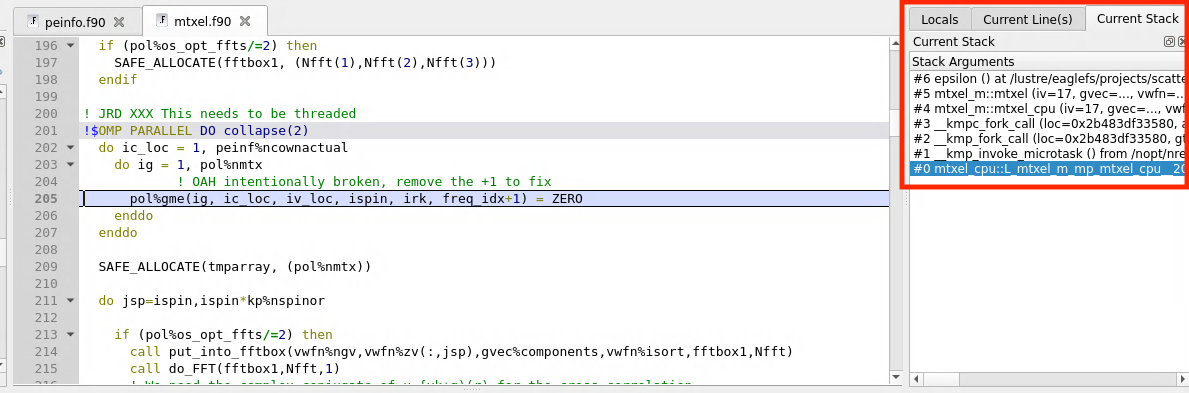 peinfo.f90
mtxel.f90
196 if (pol%os_opt_ffts/=2) then
197 SAFE_ALLOCATE(fftbox1, (Nfft(1),Nfft(2),Nfft(3)))
198 endif
199
200 ! JRD XXX This needs to be threaded
201 !$OMP PARALLEL DO collapse(2)
202 do ic_loc = 1, peinf%ncownactual
203 do ig = 1, pol%nmtx
204 ! OAH intentionally broken, remove the +1 to fix
205 pol%gme(ig, ic_loc, iv_loc, ispin, irk, freq_idx+1) = ZERO
206 enddo
207 enddo
208
209 SAFE_ALLOCATE(tmparray, (pol%nmtx))
210
211 do jsp=ispin,ispin*kp%nspinor
212
213 if (pol%os_opt_ffts/=2) then
214 call put_into_fftbox(vwfn%ngv,vwfn%zv(:,jsp),gvec%components,vwfn%isort,fftbox1,Nfft)
215 call do_FFT(fftbox1,Nfft,1)
Locals Current Line(s) Current Stack
Current Stack
Stack Arguments
#6 epsilon () at /lustre/eaglefs/projects/scatte
#5 mtxel_m::mtxel (iv=17, gvec=..., vwfn=...
#4 mtxel_m::mtxel_cpu (iv=17, gvec=..., vwf
#3 __kmpc_fork_call (loc=0x2b483df33580, a
#2 __kmp_fork_call (loc=0x2b483df33580, gt
#1 __kmp_invoke_microtask () from /nopt/nre
#0 mtxel_cpu::L_mtxel_m_mp_mtxel_cpu__20